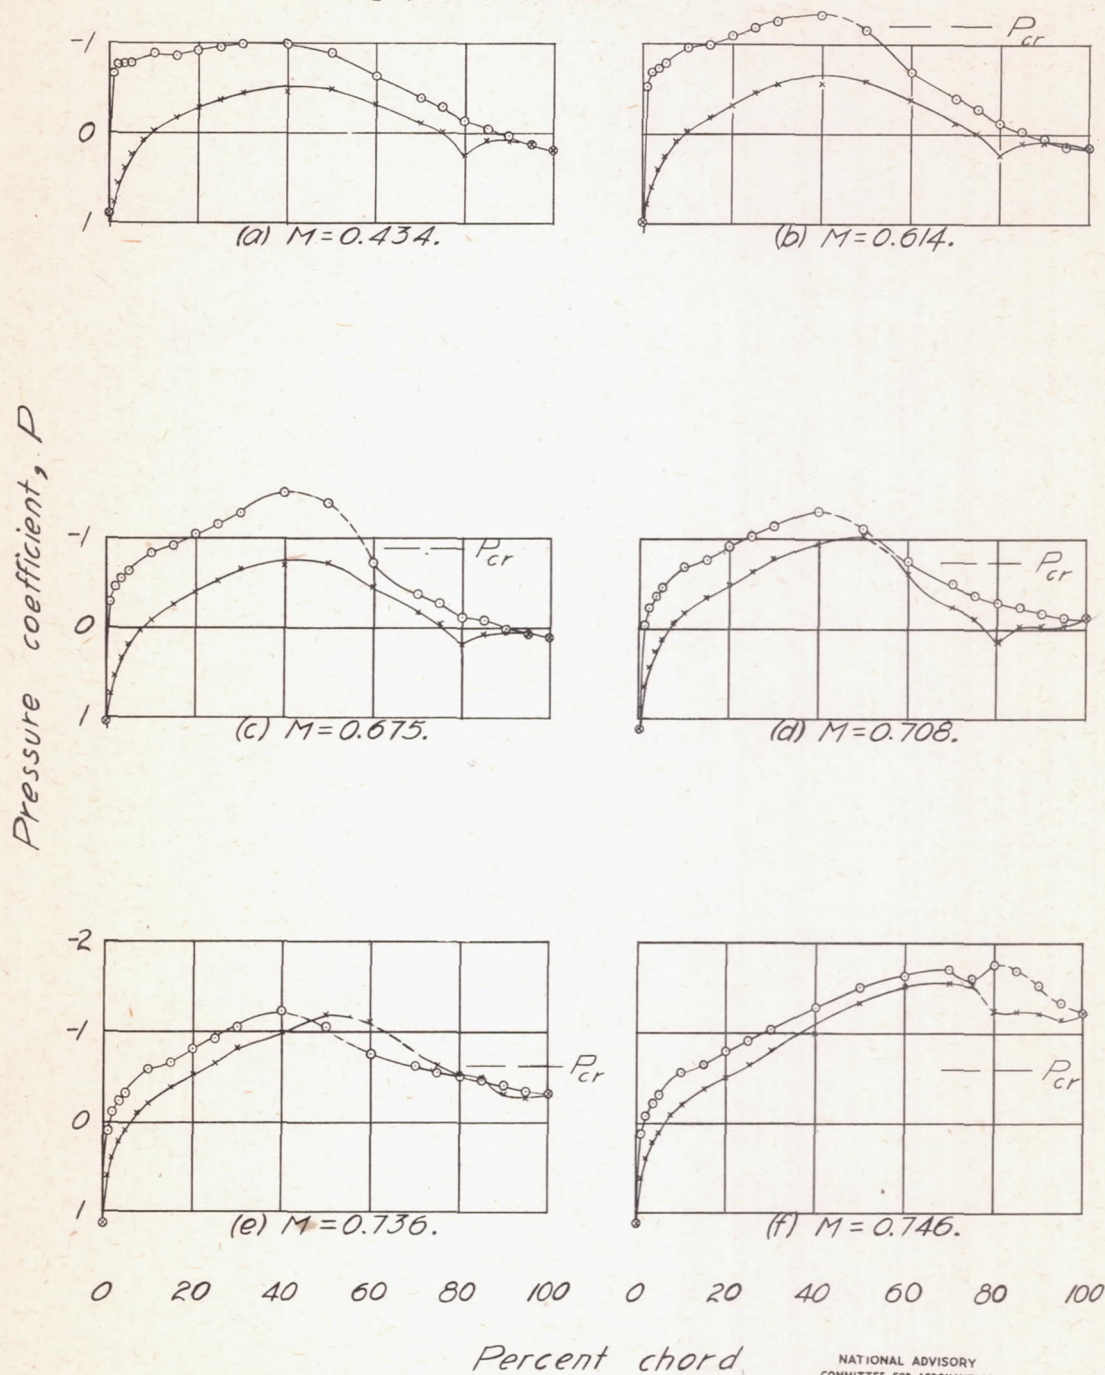 -1
0
1
P_cr
(a) M=0.434.
(b) M=0.614.
Pressure coefficient, P
-1
0
1
P_cr
P_cr
(c) M=0.675.
(d) M=0.708.
-2
-1
0
1
P_cr
P_cr
(e) M=0.736.
(f) M=0.746.
0 20 40 60 80 100 0 20 40 60 80 100
Percent chord
NATIONAL ADVISORY